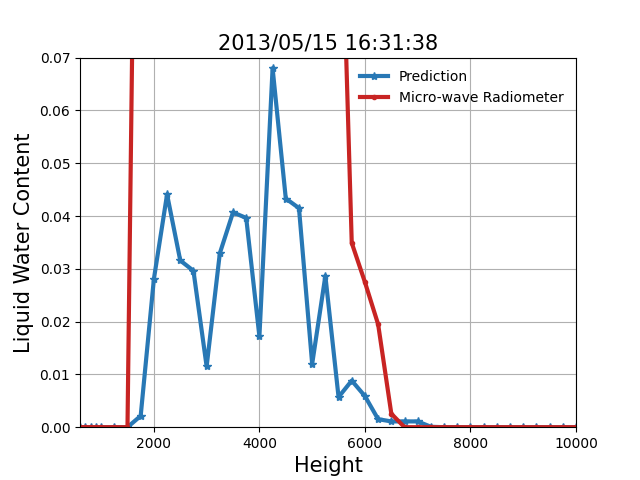 2013/05/15 16:31:38
Prediction
Micro-wave Radiometer
0.07
0.06
0.05
0.04
0.03
0.02
0.01
0.00
Liquid Water Content
2000 4000 6000 8000 10000
Height